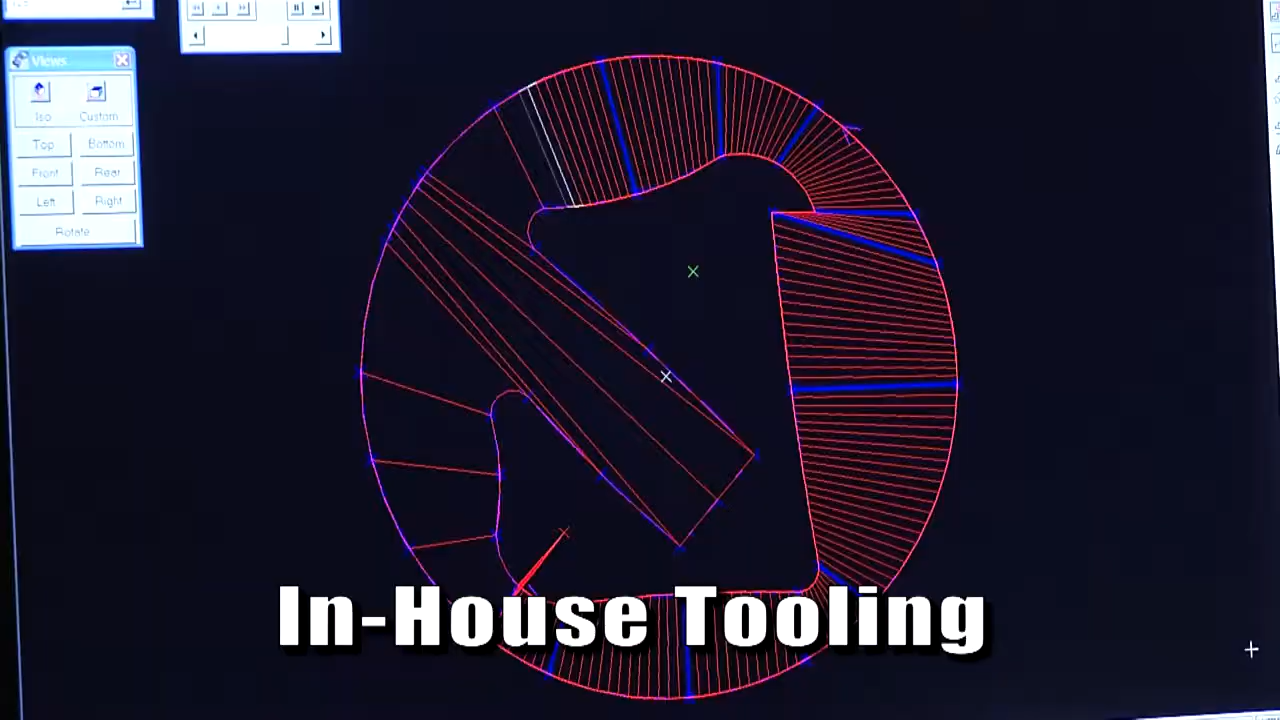 Views
Iso Custom
Top Bottom
Front Rear
Left Right
Rotate
In-House Tooling